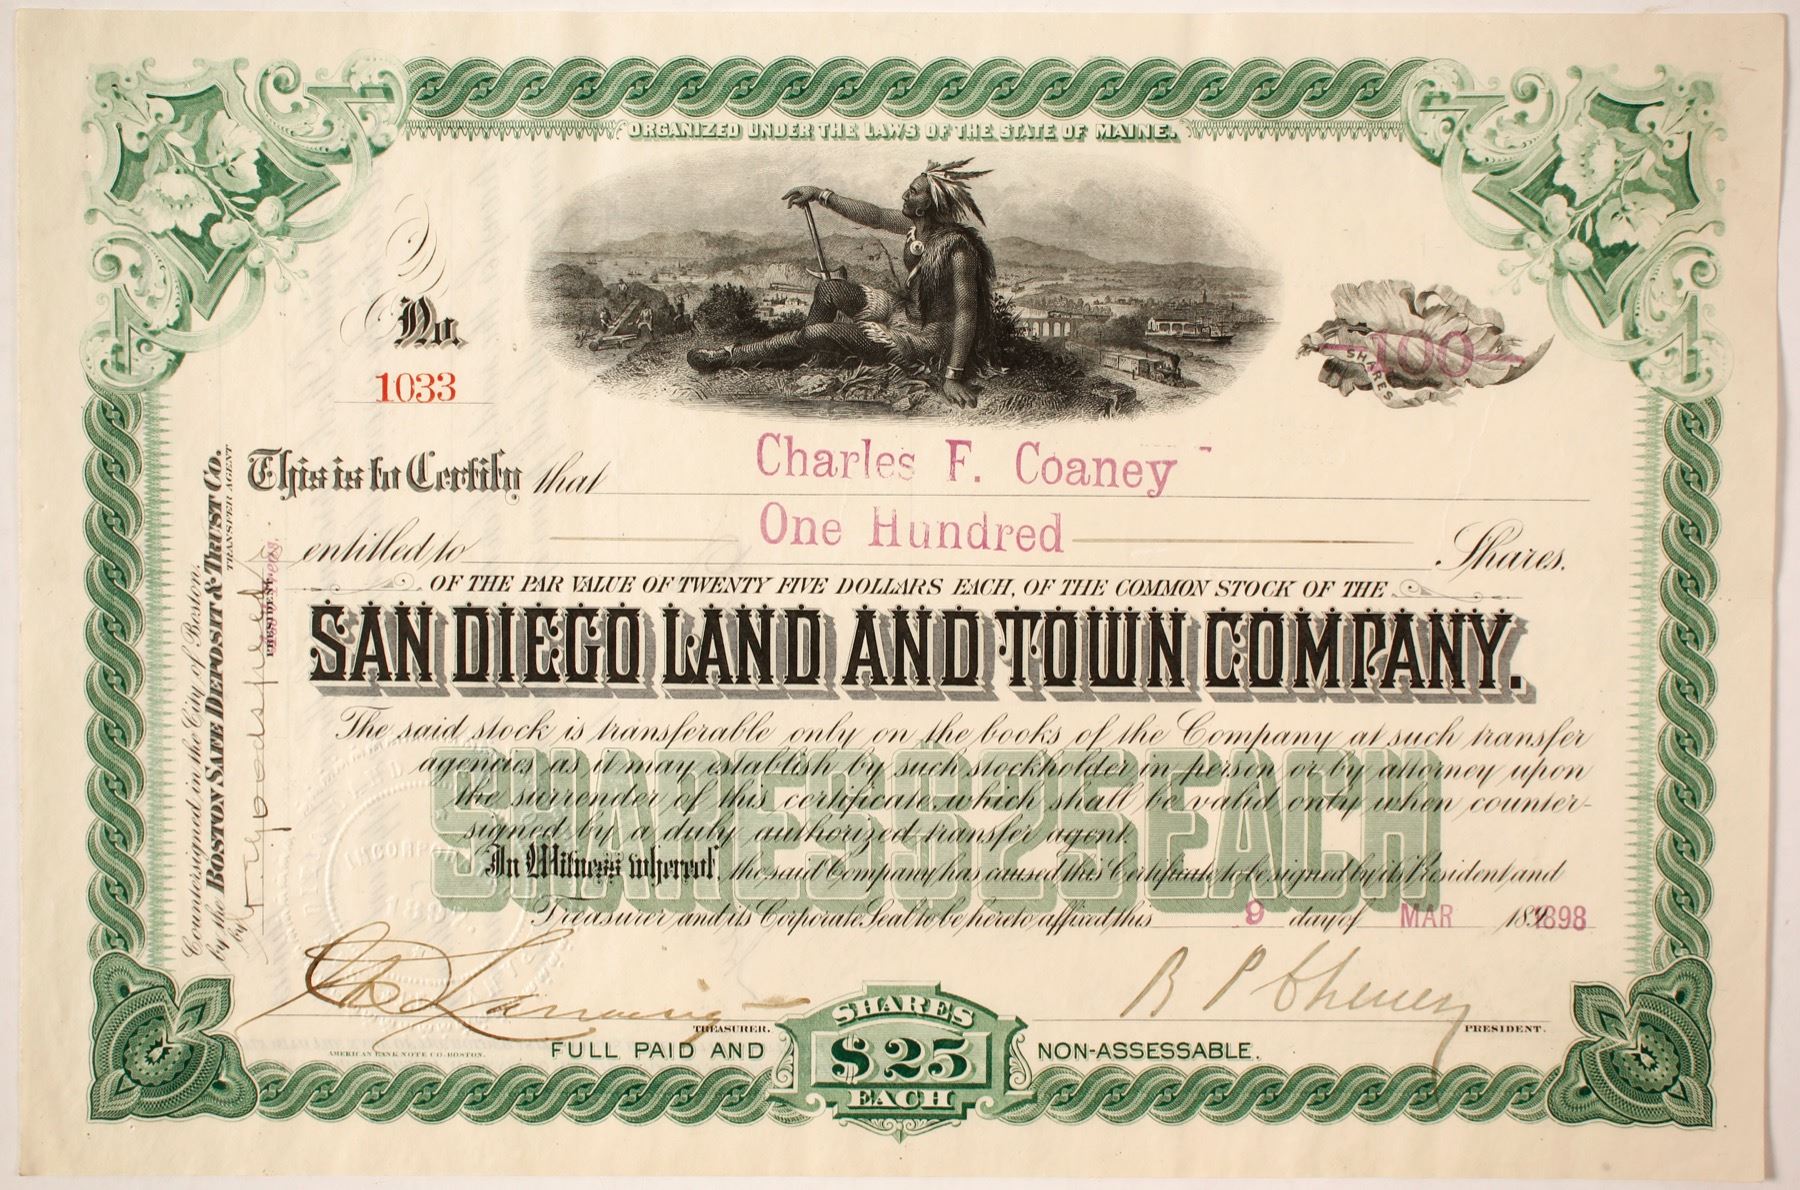 ORGANIZED UNDER THE LAWS OF THE STATE OF MAINE.
No.
1033
100
SHARES
This is to Certify that Charles F. Coaney -
entitled to One Hundred Shares.
OF THE PAR VALUE OF TWENTY FIVE DOLLARS EACH, OF THE COMMON STOCK OF THE
SAN DIEGO LAND AND TOWN COMPANY.
The said stock is transferable only on the books of the Company at such transfer
agencies as it may establish by such stockholder in person or by attorney upon
the surrender of this certificate, which shall be valid only when counter-
signed by a duly authorized transfer agent.
SHARES $25 EACH
In Witness whereof, the said Company has caused this Certificate to be signed by its President and
Treasurer and its Corporate Seal to be hereto affixed this 9 day of MAR 1898
TREASURER.
B P Cheney
PRESIDENT.
AMERICAN BANK NOTE CO. BOSTON.
FULL PAID AND
SHARES
$25
EACH
NON-ASSESSABLE.
Countersigned in the City of Boston,
by the BOSTON SAFE DEPOSIT & TRUST CO.
TRANSFER AGENT
by
PRESIDENT
INCORPOR